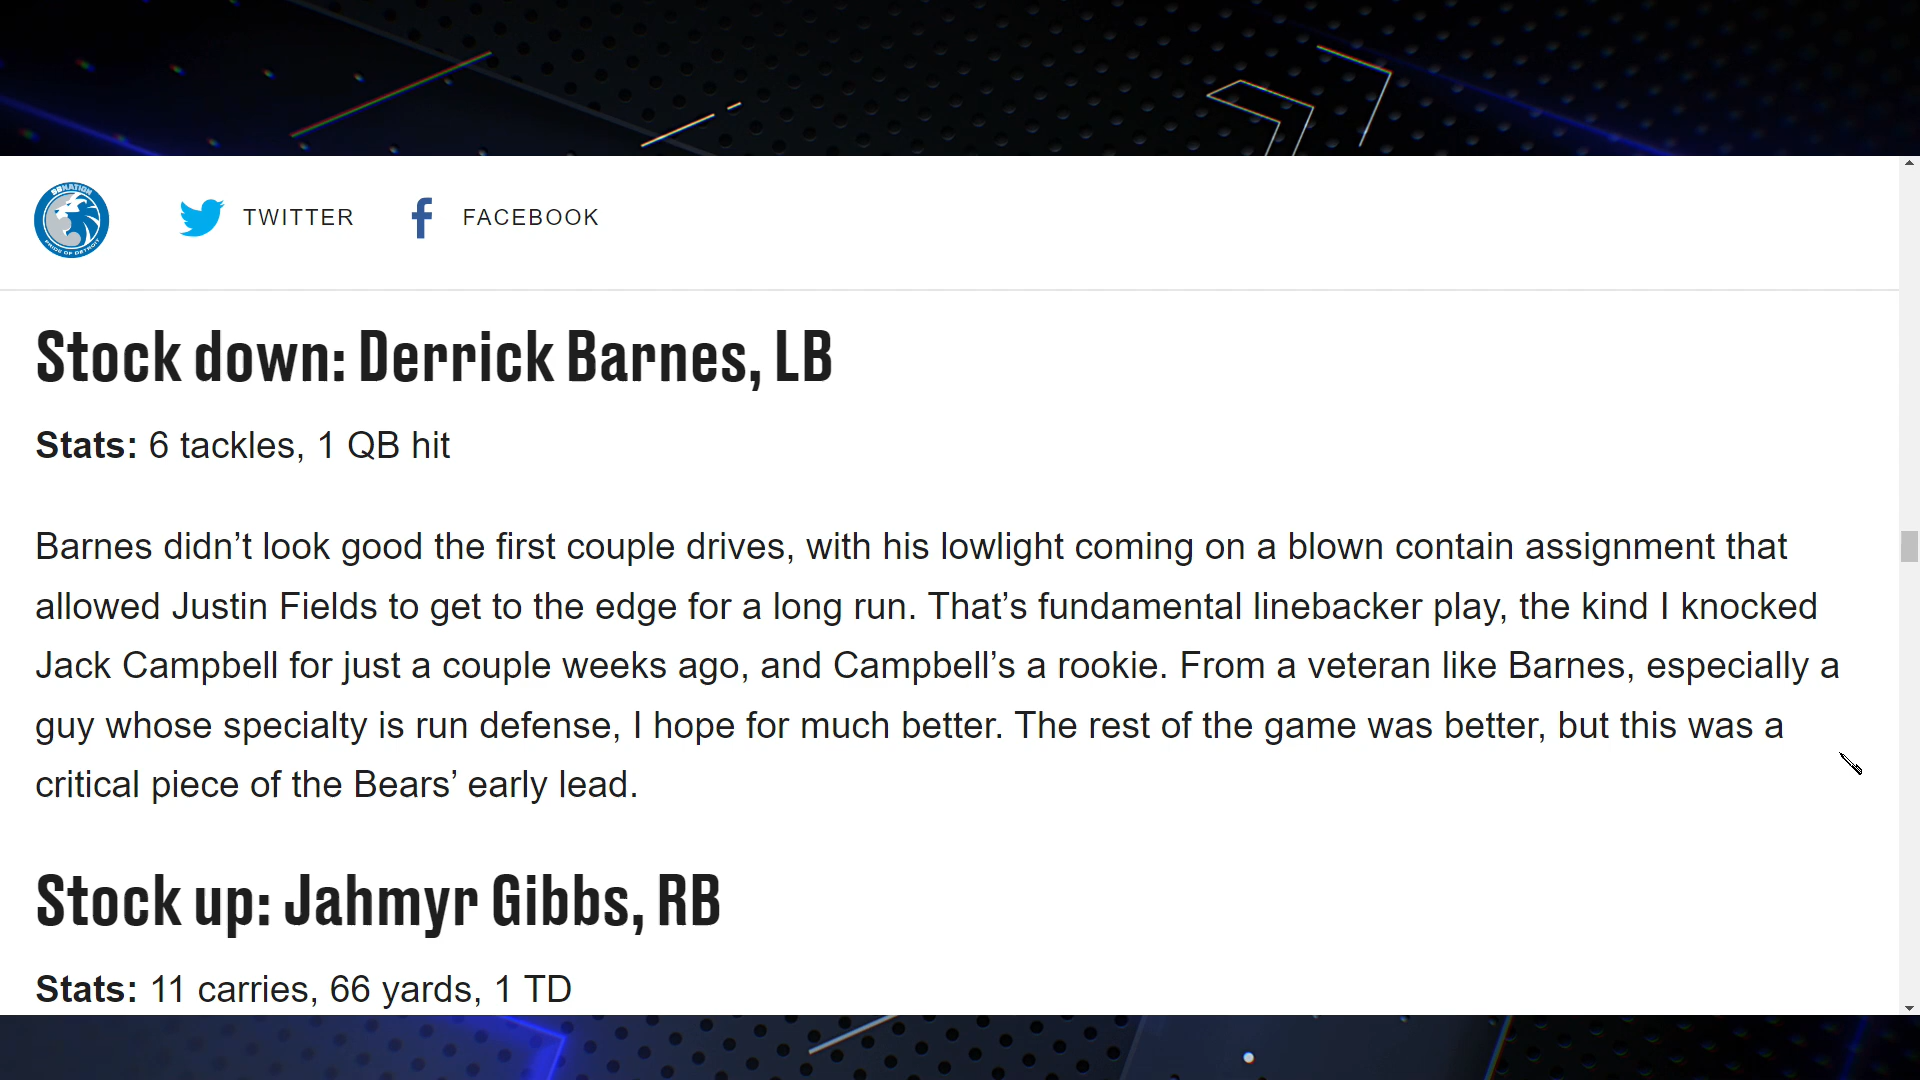 SBNATION
PRIDE OF DETROIT
TWITTER
FACEBOOK
Stock down: Derrick Barnes, LB
Stats: 6 tackles, 1 QB hit
Barnes didn’t look good the first couple drives, with his lowlight coming on a blown contain assignment that
allowed Justin Fields to get to the edge for a long run. That’s fundamental linebacker play, the kind I knocked
Jack Campbell for just a couple weeks ago, and Campbell’s a rookie. From a veteran like Barnes, especially a
guy whose specialty is run defense, I hope for much better. The rest of the game was better, but this was a
critical piece of the Bears’ early lead.
Stock up: Jahmyr Gibbs, RB
Stats: 11 carries, 66 yards, 1 TD